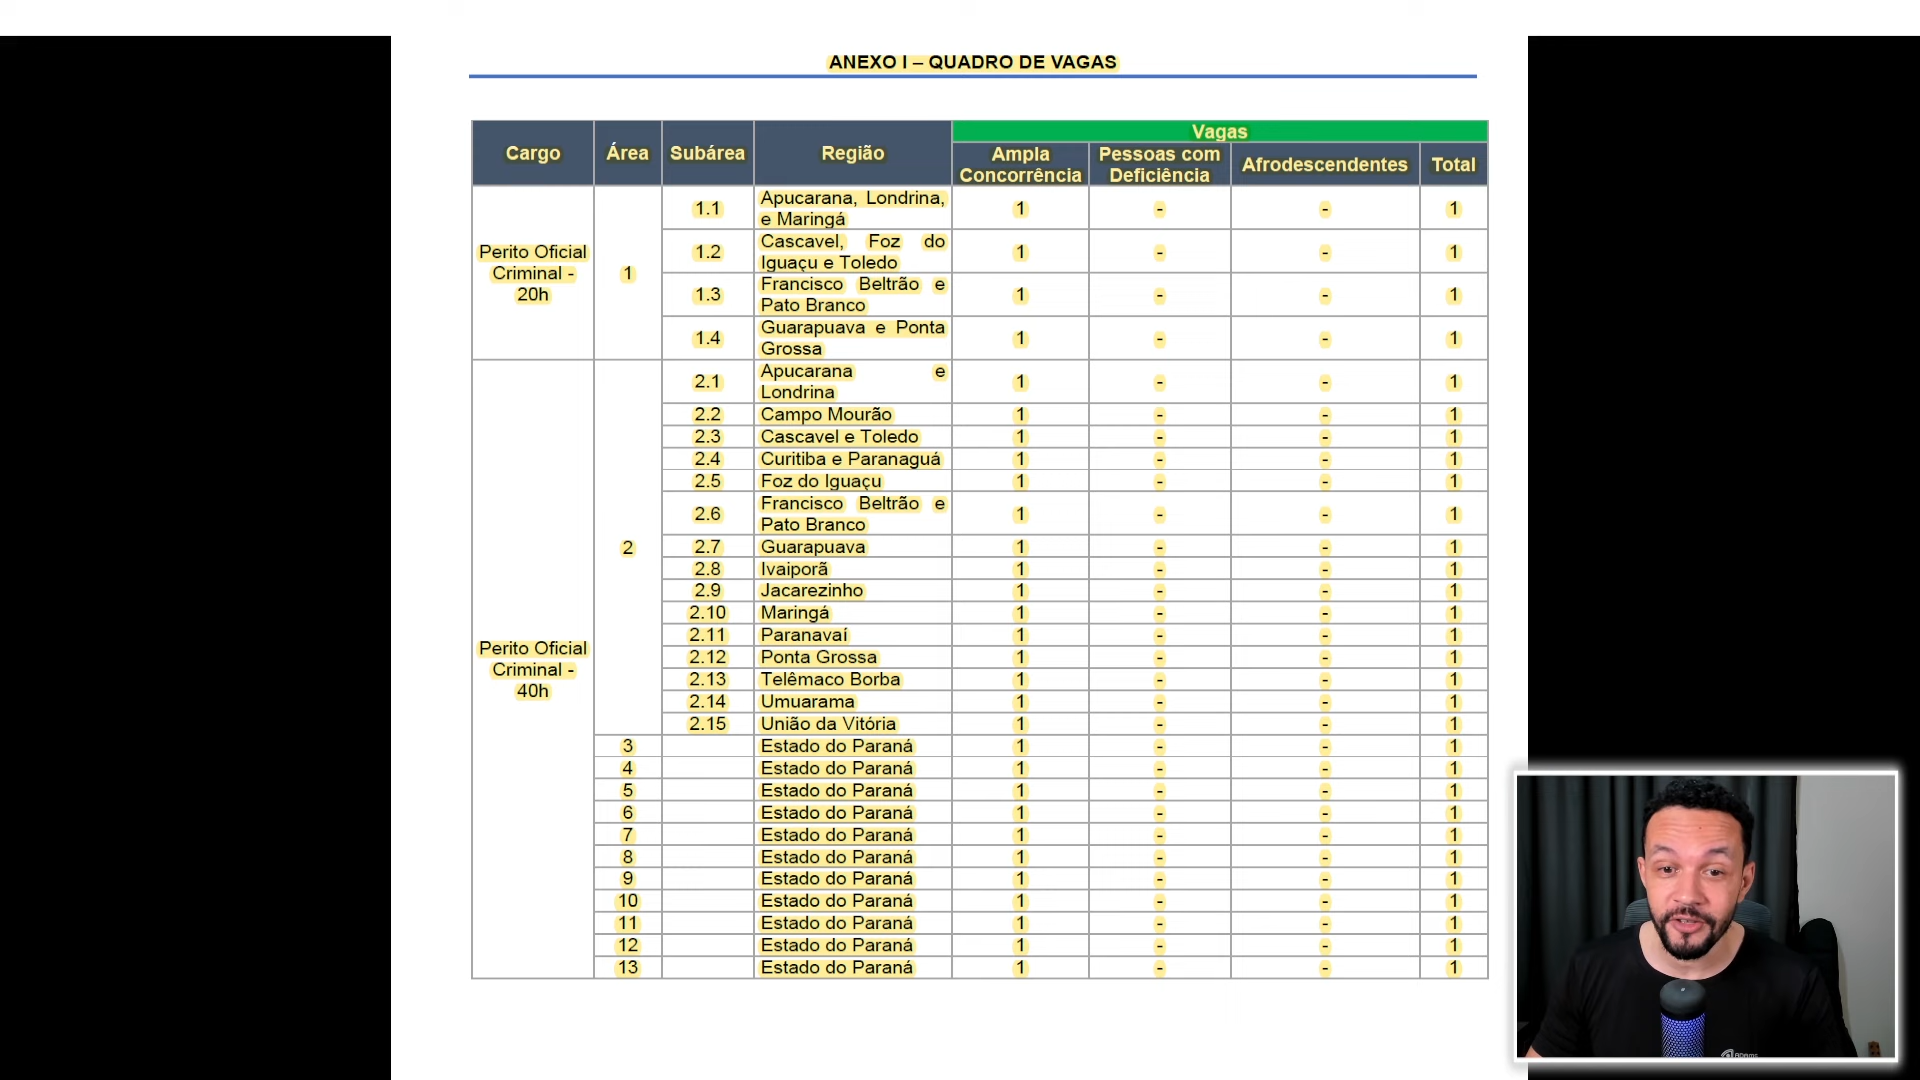 ANEXO I – QUADRO DE VAGAS
Cargo Área Subárea Região Vagas
Ampla Concorrência Pessoas com Deficiência Afrodescendentes Total
Perito Oficial Criminal - 20h
1
1.1 Apucarana, Londrina, e Maringá 1 - - 1
1.2 Cascavel, Foz do Iguaçu e Toledo 1 - - 1
1.3 Francisco Beltrão e Pato Branco 1 - - 1
1.4 Guarapuava e Ponta Grossa 1 - - 1
Perito Oficial Criminal - 40h
2
2.1 Apucarana e Londrina 1 - - 1
2.2 Campo Mourão 1 - - 1
2.3 Cascavel e Toledo 1 - - 1
2.4 Curitiba e Paranaguá 1 - - 1
2.5 Foz do Iguaçu 1 - - 1
2.6 Francisco Beltrão e Pato Branco 1 - - 1
2.7 Guarapuava 1 - - 1
2.8 Ivaiporã 1 - - 1
2.9 Jacarezinho 1 - - 1
2.10 Maringá 1 - - 1
2.11 Paranavaí 1 - - 1
2.12 Ponta Grossa 1 - - 1
2.13 Telêmaco Borba 1 - - 1
2.14 Umuarama 1 - - 1
2.15 União da Vitória 1 - - 1
3 Estado do Paraná 1 - - 1
4 Estado do Paraná 1 - - 1
5 Estado do Paraná 1 - - 1
6 Estado do Paraná 1 - - 1
7 Estado do Paraná 1 - - 1
8 Estado do Paraná 1 - - 1
9 Estado do Paraná 1 - - 1
10 Estado do Paraná 1 - - 1
11 Estado do Paraná 1 - - 1
12 Estado do Paraná 1 - - 1
13 Estado do Paraná 1 - - 1